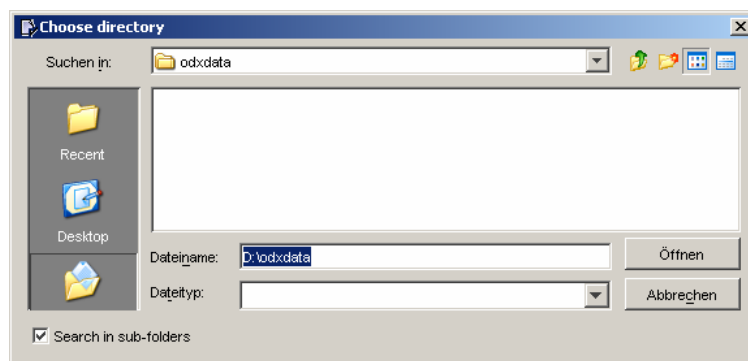 Choose directory
Suchen in:
odxdata
Recent
Desktop
Dateiname:
D:\odxdata
Öffnen
Dateityp:
Abbrechen
Search in sub-folders